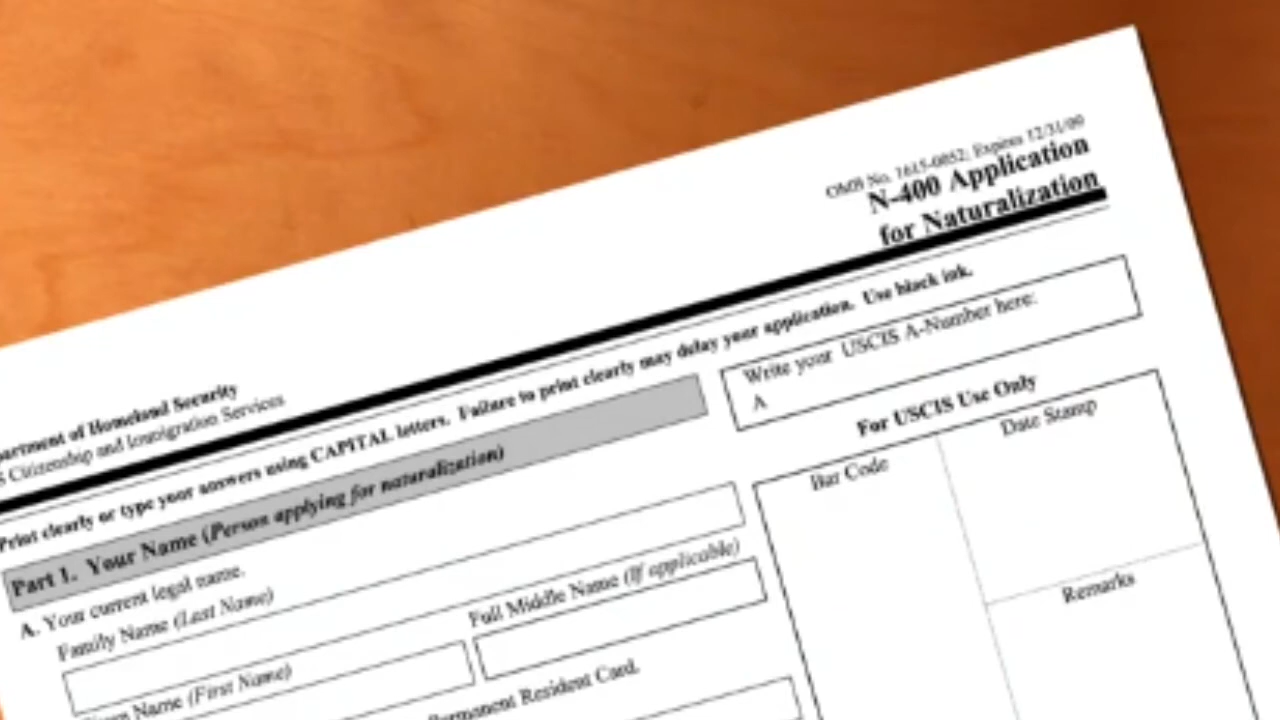 OMB No. 1615-0052; Expires 12/31/09
N-400 Application
for Naturalization
partment of Homeland Security
S Citizenship and Immigration Services
Print clearly or type your answers using CAPITAL letters. Failure to print clearly may delay your application. Use black ink.
Part 1. Your Name (Person applying for naturalization)
Write your USCIS A-Number here:
A
A. Your current legal name.
For USCIS Use Only
Family Name (Last Name)
Bar Code
Date Stamp
Name (First Name)
Full Middle Name (If applicable)
Remarks
Permanent Resident Card.